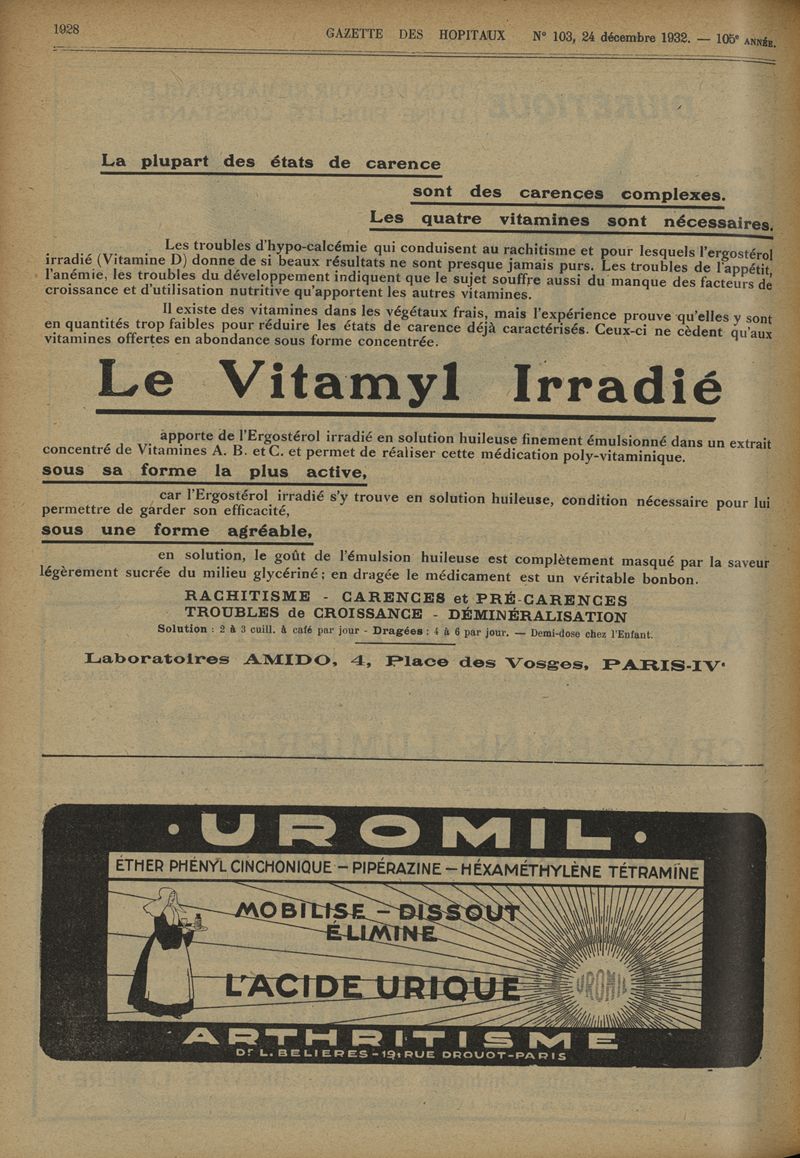 1928
GAZETTE DES HOPITAUX N° 103, 24 décembre 1932. — 105e ANNÉE.
La plupart des états de carence
sont des carences complexes.
Les quatre vitamines sont nécessaires.
Les troubles d'hypo-calcémie qui conduisent au rachitisme et pour lesquels l'ergostérol
irradié (Vitamine D) donne de si beaux résultats ne sont presque jamais purs. Les troubles de l'appétit,
l'anémie, les troubles du développement indiquent que le sujet souffre aussi du manque des facteurs de
croissance et d'utilisation nutritive qu'apportent les autres vitamines.
Il existe des vitamines dans les végétaux frais, mais l'expérience prouve qu'elles y sont
en quantités trop faibles pour réduire les états de carence déjà caractérisés. Ceux-ci ne cèdent qu'aux
vitamines offertes en abondance sous forme concentrée.
Le Vitamyl Irradié
apporte de l'Ergostérol irradié en solution huileuse finement émulsionné dans un extrait
concentré de Vitamines A. B. et C. et permet de réaliser cette médication poly-vitaminique.
sous sa forme la plus active,
car l'Ergostérol irradié s'y trouve en solution huileuse, condition nécessaire pour lui
permettre de garder son efficacité,
sous une forme agréable,
en solution, le goût de l'émulsion huileuse est complètement masqué par la saveur
légèrement sucrée du milieu glycériné; en dragée le médicament est un véritable bonbon.
RACHITISME - CARENCES et PRÉ-CARENCES
TROUBLES de CROISSANCE - DÉMINÉRALISATION
Solution : 2 à 3 cuill. à café par jour - Dragées : 4 à 6 par jour. — Demi-dose chez l'Enfant.
Laboratoires AMIDO, 4, Place des Vosges, PARIS-IVe
· UROMIL ·
ÉTHER PHÉNYL CINCHONIQUE — PIPÉRAZINE — HÉXAMÉTHYLÈNE TÉTRAMINE
MOBILISE - DISSOUT
ÉLIMINE
L'ACIDE URIQUE
UROMIL
ARTHRITISME
Dr L. BELIERES - 19, RUE DROUOT - PARIS